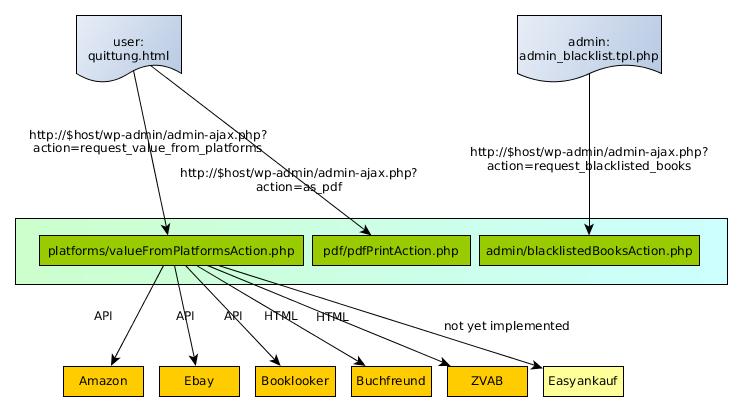 user:
quittung.html
admin:
admin_blacklist.tpl.php
http://$host/wp-admin/admin-ajax.php?
action=request_value_from_platforms
http://$host/wp-admin/admin-ajax.php?
action=as_pdf
http://$host/wp-admin/admin-ajax.php?
action=request_blacklisted_books
platforms/valueFromPlatformsAction.php
pdf/pdfPrintAction.php
admin/blacklistedBooksAction.php
API
API
API
HTML
HTML
not yet implemented
Amazon
Ebay
Booklooker
Buchfreund
ZVAB
Easyankauf